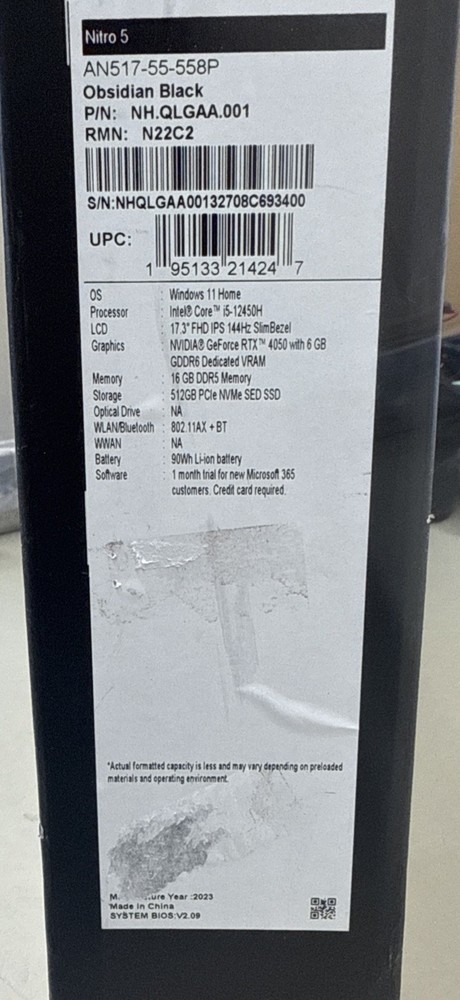 Nitro 5
AN517-55-558P
Obsidian Black
P/N: NH.QLGAA.001
RMN: N22C2
S/N:NHQLGAA00132708C693400
UPC:
1 95133 21424 7
OS : Windows 11 Home
Processor : Intel® Core™ i5-12450H
LCD : 17.3" FHD IPS 144Hz SlimBezel
Graphics : NVIDIA® GeForce RTX™ 4050 with 6 GB
GDDR6 Dedicated VRAM
Memory : 16 GB DDR5 Memory
Storage : 512GB PCIe NVMe SED SSD
Optical Drive : NA
WLAN/Bluetooth : 802.11AX + BT
WWAN : NA
Battery : 90Wh Li-ion battery
Software : 1 month trial for new Microsoft 365
customers. Credit card required.
*Actual formatted capacity is less and may vary depending on preloaded
materials and operating environment.
Year :2023
Made In China
SYSTEM BIOS:V2.09